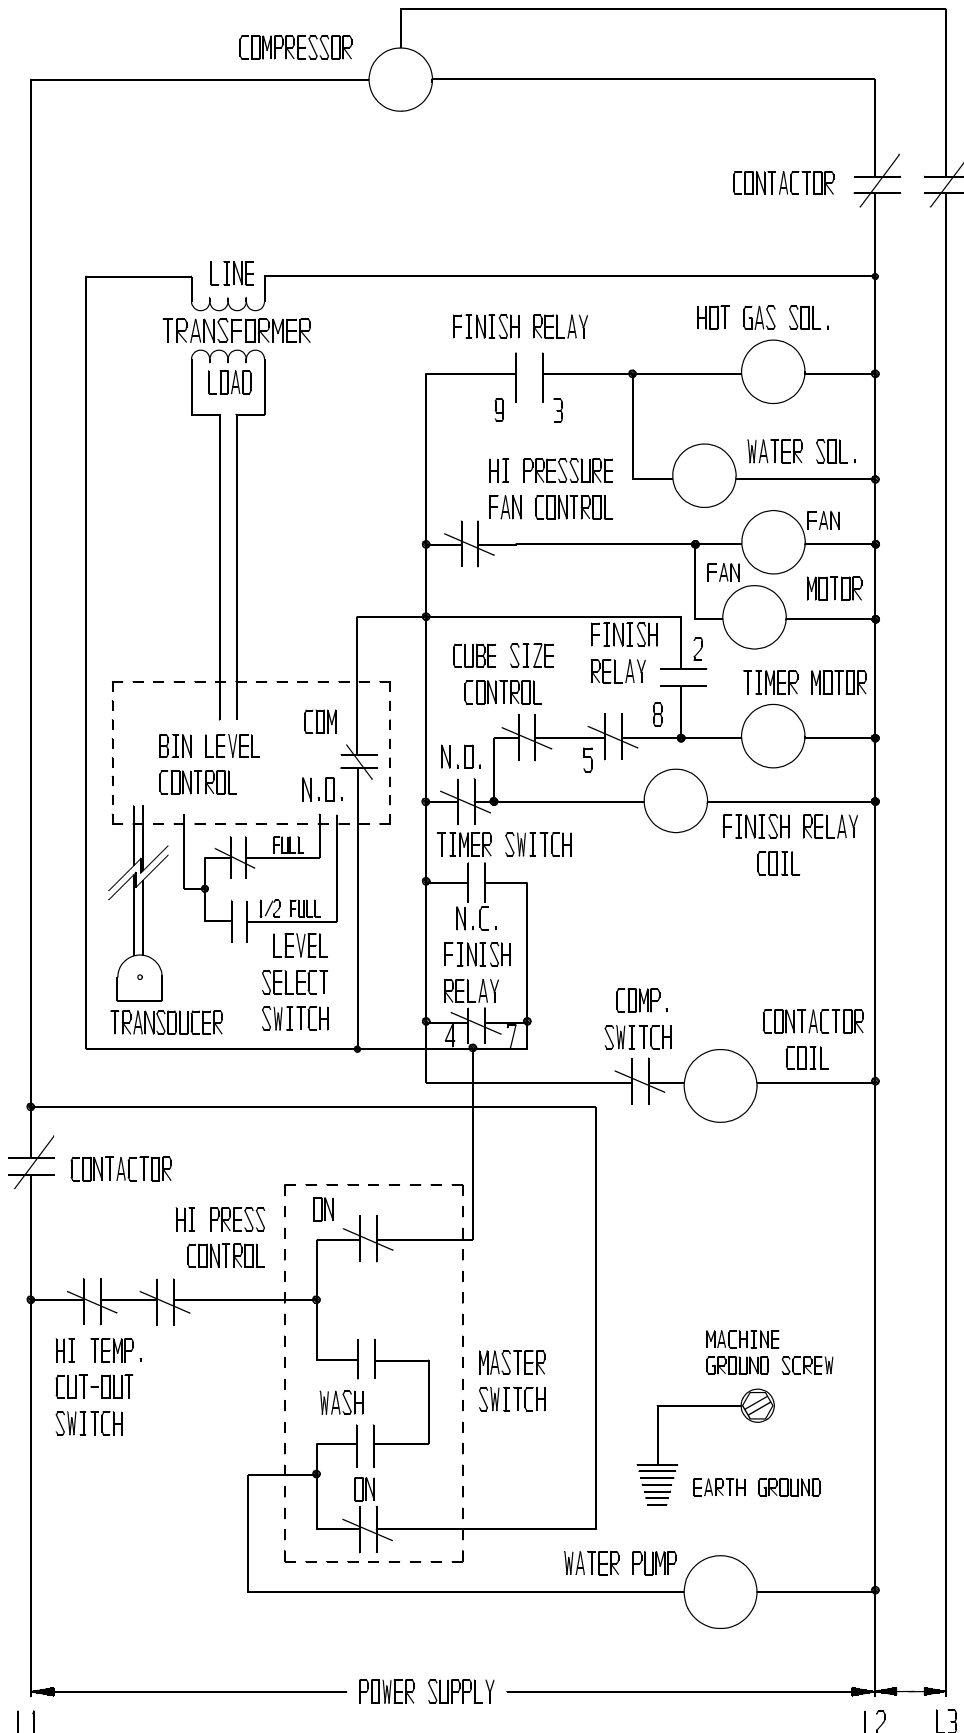 COMPRESSOR
CONTACTOR
LINE
TRANSFORMER
LOAD
FINISH RELAY
9 3
HOT GAS SOL.
WATER SOL.
HI PRESSURE
FAN CONTROL
FAN
FAN
MOTOR
FINISH
RELAY
2
8
CUBE SIZE
CONTROL
5
TIMER MOTOR
COM
BIN LEVEL
CONTROL
N.O.
N.O.
TIMER SWITCH
FINISH RELAY
COIL
FULL
1/2 FULL
LEVEL
SELECT
SWITCH
TRANSDUCER
N.C.
FINISH
RELAY
4 7
COMP.
SWITCH
CONTACTOR
COIL
CONTACTOR
HI PRESS
CONTROL
ON
HI TEMP.
CUT-OUT
SWITCH
WASH
ON
MASTER
SWITCH
MACHINE
GROUND SCREW
EARTH GROUND
WATER PUMP
POWER SUPPLY
L1 L2 L3